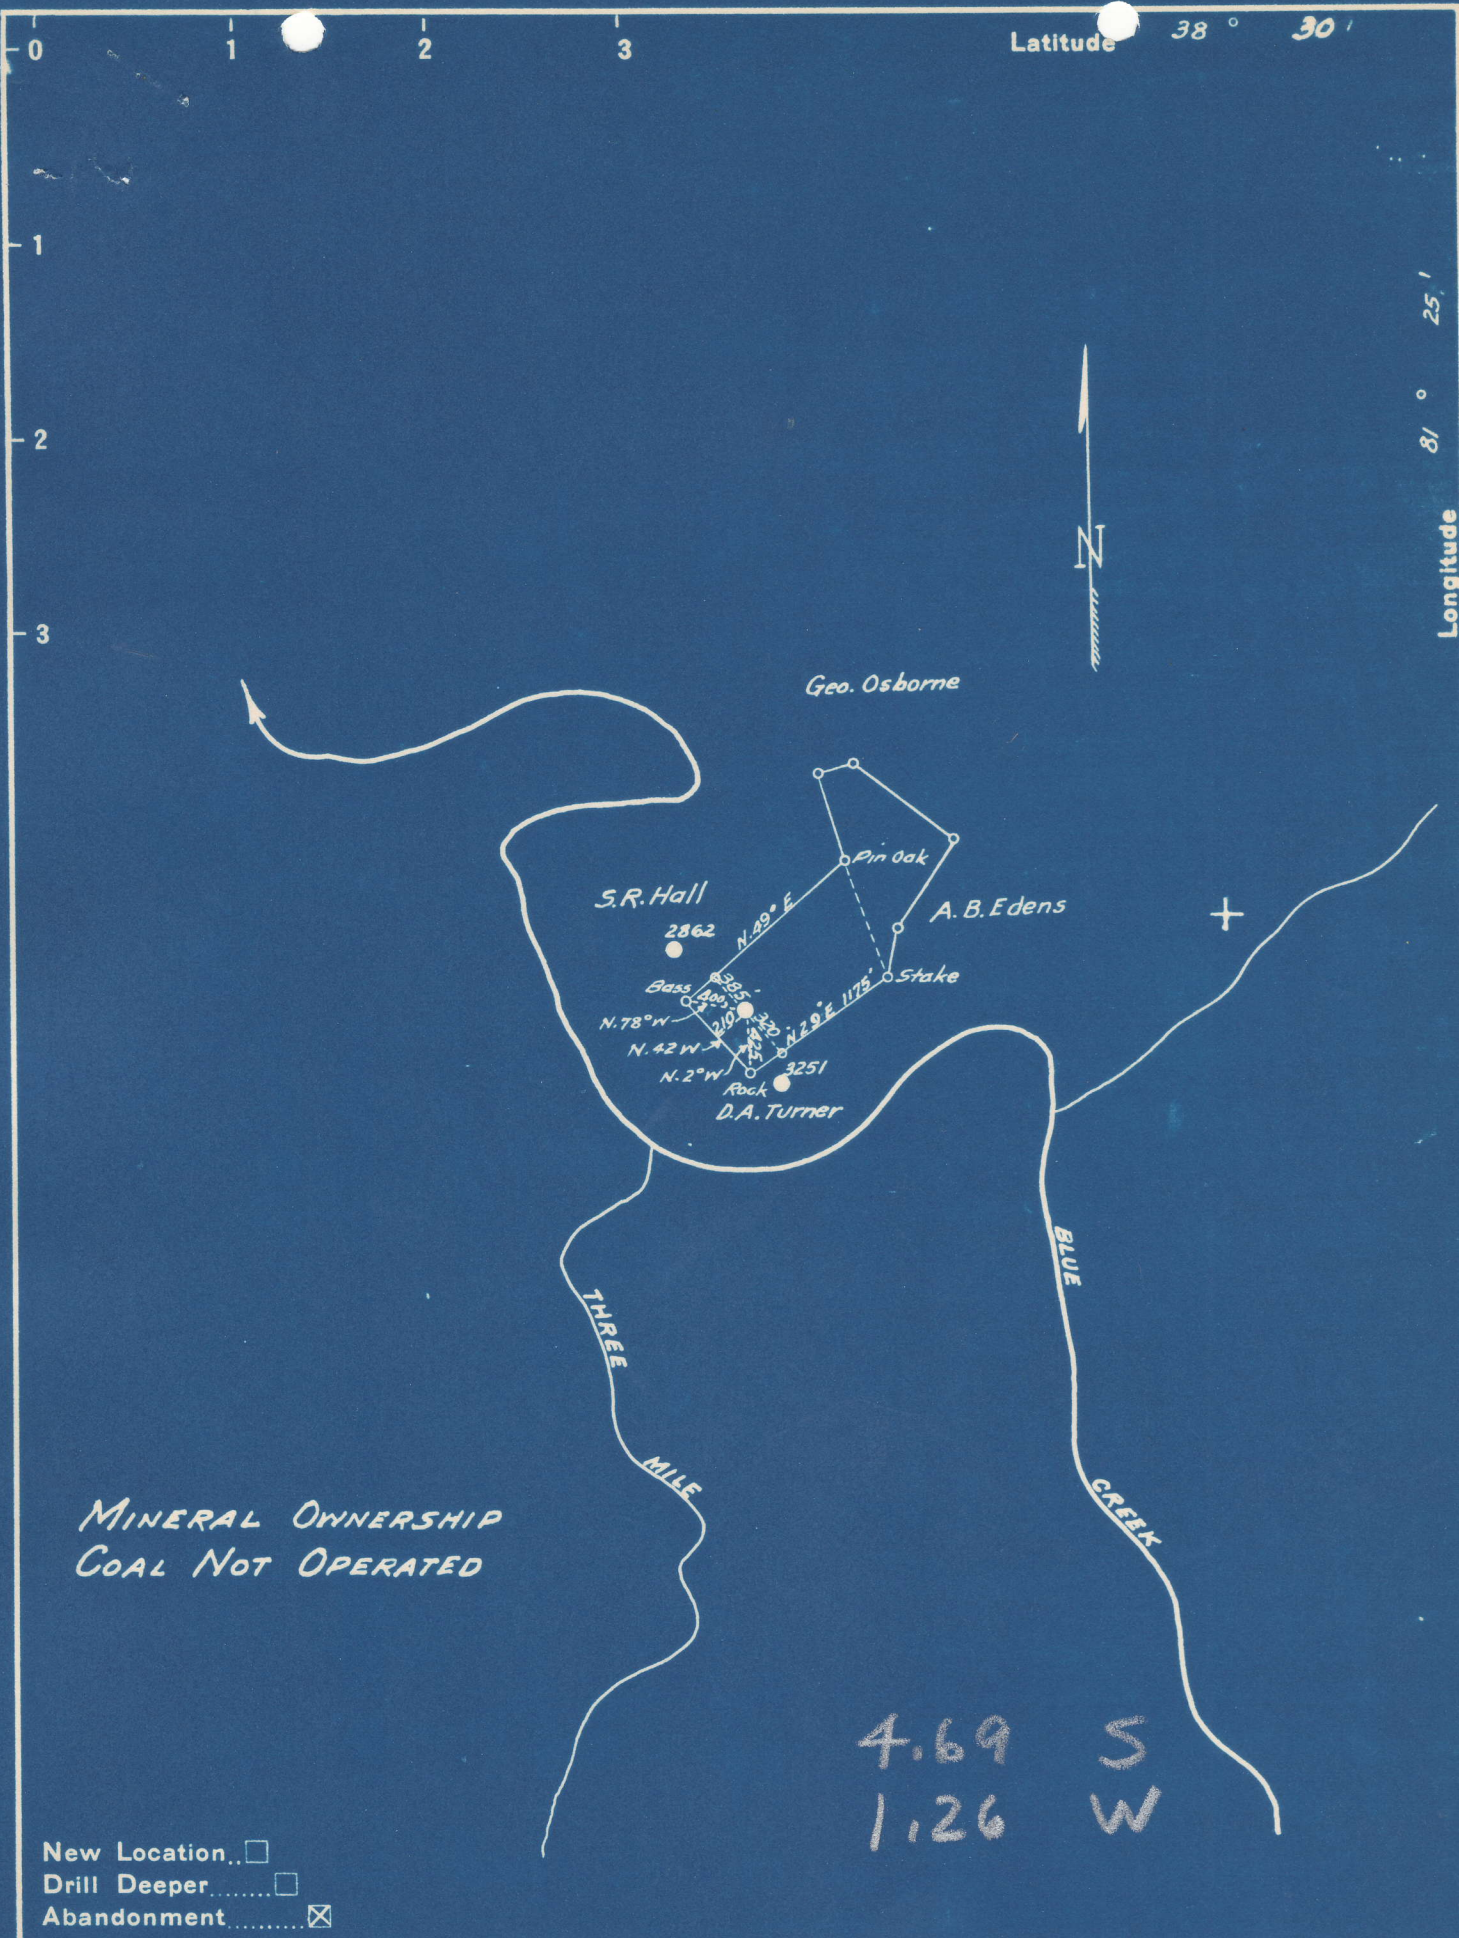 0 1 2 3 Latitude 38° 30'
1
2
3
Longitude 81° 25'
N
Geo. Osborne
Pin Oak
S.R. Hall
2862
N. 49° E
A. B. Edens
Bass
Stake
385'
400'
N. 78° W
210'
320'
N. 29° E 1175'
N. 42 W
425'
N. 2° W
3251
Rock
D.A. Turner
BLUE
CREEK
THREE
MILE
MINERAL OWNERSHIP
COAL NOT OPERATED
4.69 S
1.26 W
New Location.. ☐
Drill Deeper........ ☐
Abandonment.......... ☒